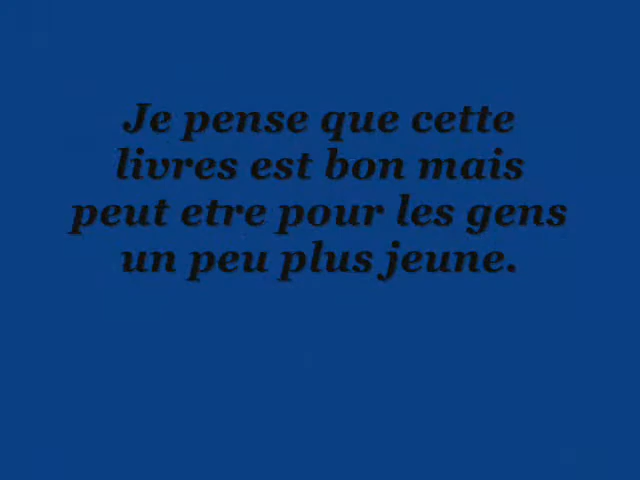 Je pense que cette
livres est bon mais
peut etre pour les gens
un peu plus jeune.